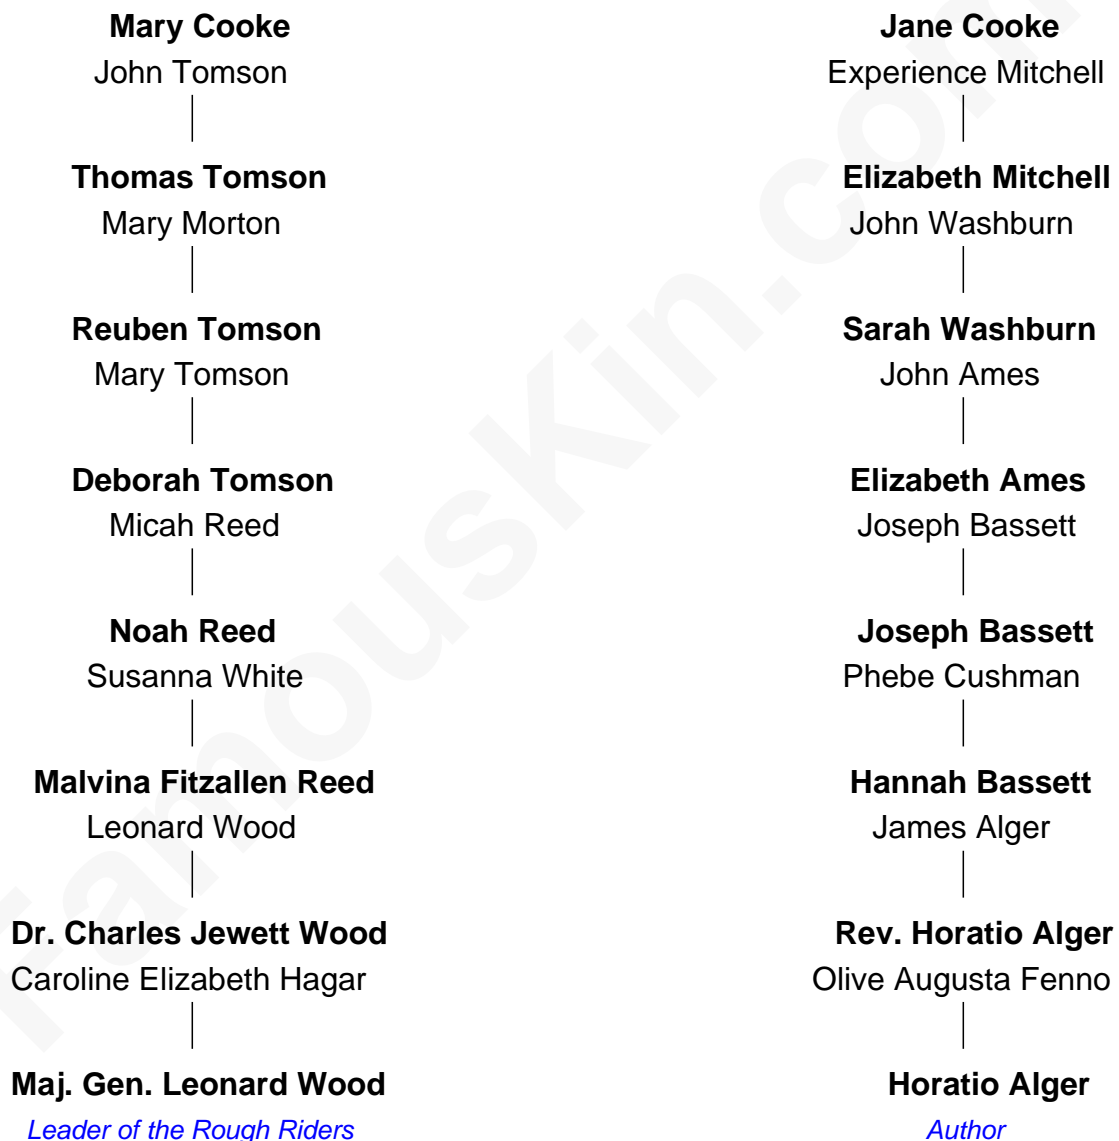 Mary Cooke
John Tomson
Thomas Tomson
Mary Morton
Reuben Tomson
Mary Tomson
Deborah Tomson
Micah Reed
Noah Reed
Susanna White
Malvina Fitzallen Reed
Leonard Wood
Dr. Charles Jewett Wood
Caroline Elizabeth Hagar
Maj. Gen. Leonard Wood
Leader of the Rough Riders
Jane Cooke
Experience Mitchell
Elizabeth Mitchell
John Washburn
Sarah Washburn
John Ames
Elizabeth Ames
Joseph Bassett
Joseph Bassett
Phebe Cushman
Hannah Bassett
James Alger
Rev. Horatio Alger
Olive Augusta Fenno
Horatio Alger
Author
FamousKin.com